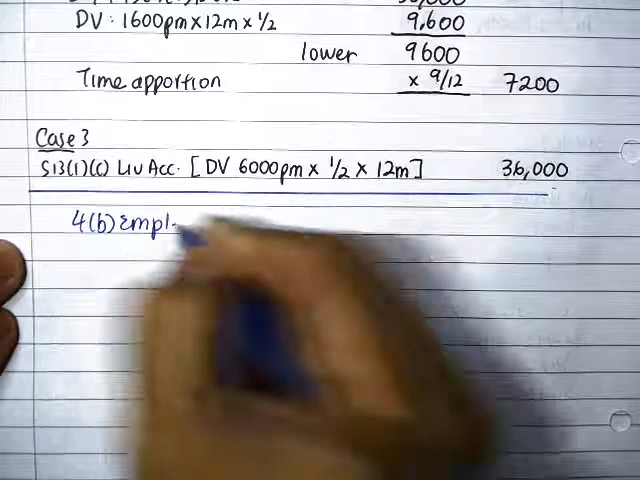 DV : 1600pm x 12m x ½ 9,600
lower 9600
Time apportion x 9/12 7200
Case 3
S13(1)(c) Liv Acc. [ DV 6000pm x ½ x 12m ] 36,000
4(b) Empl.